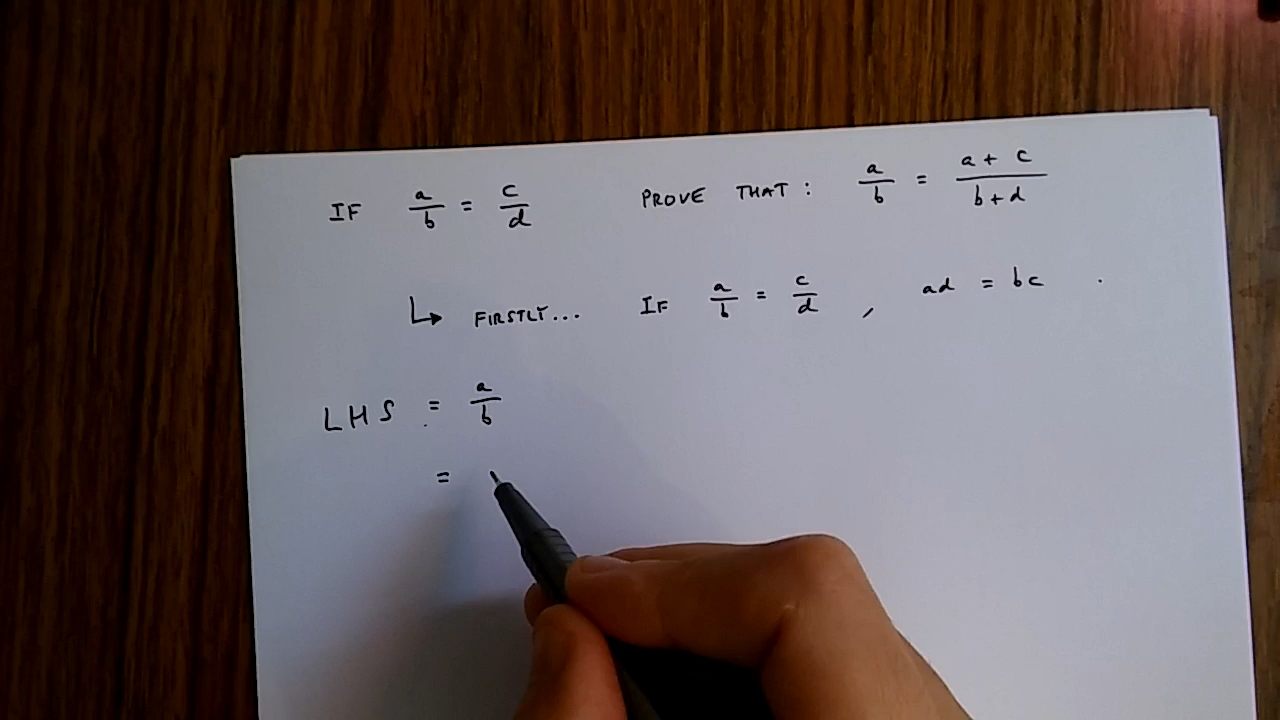 IF a/b = c/d PROVE THAT: a/b = a+c/b+d
↳ FIRSTLY... IF a/b = c/d , ad = bc .
LHS = a/b
=